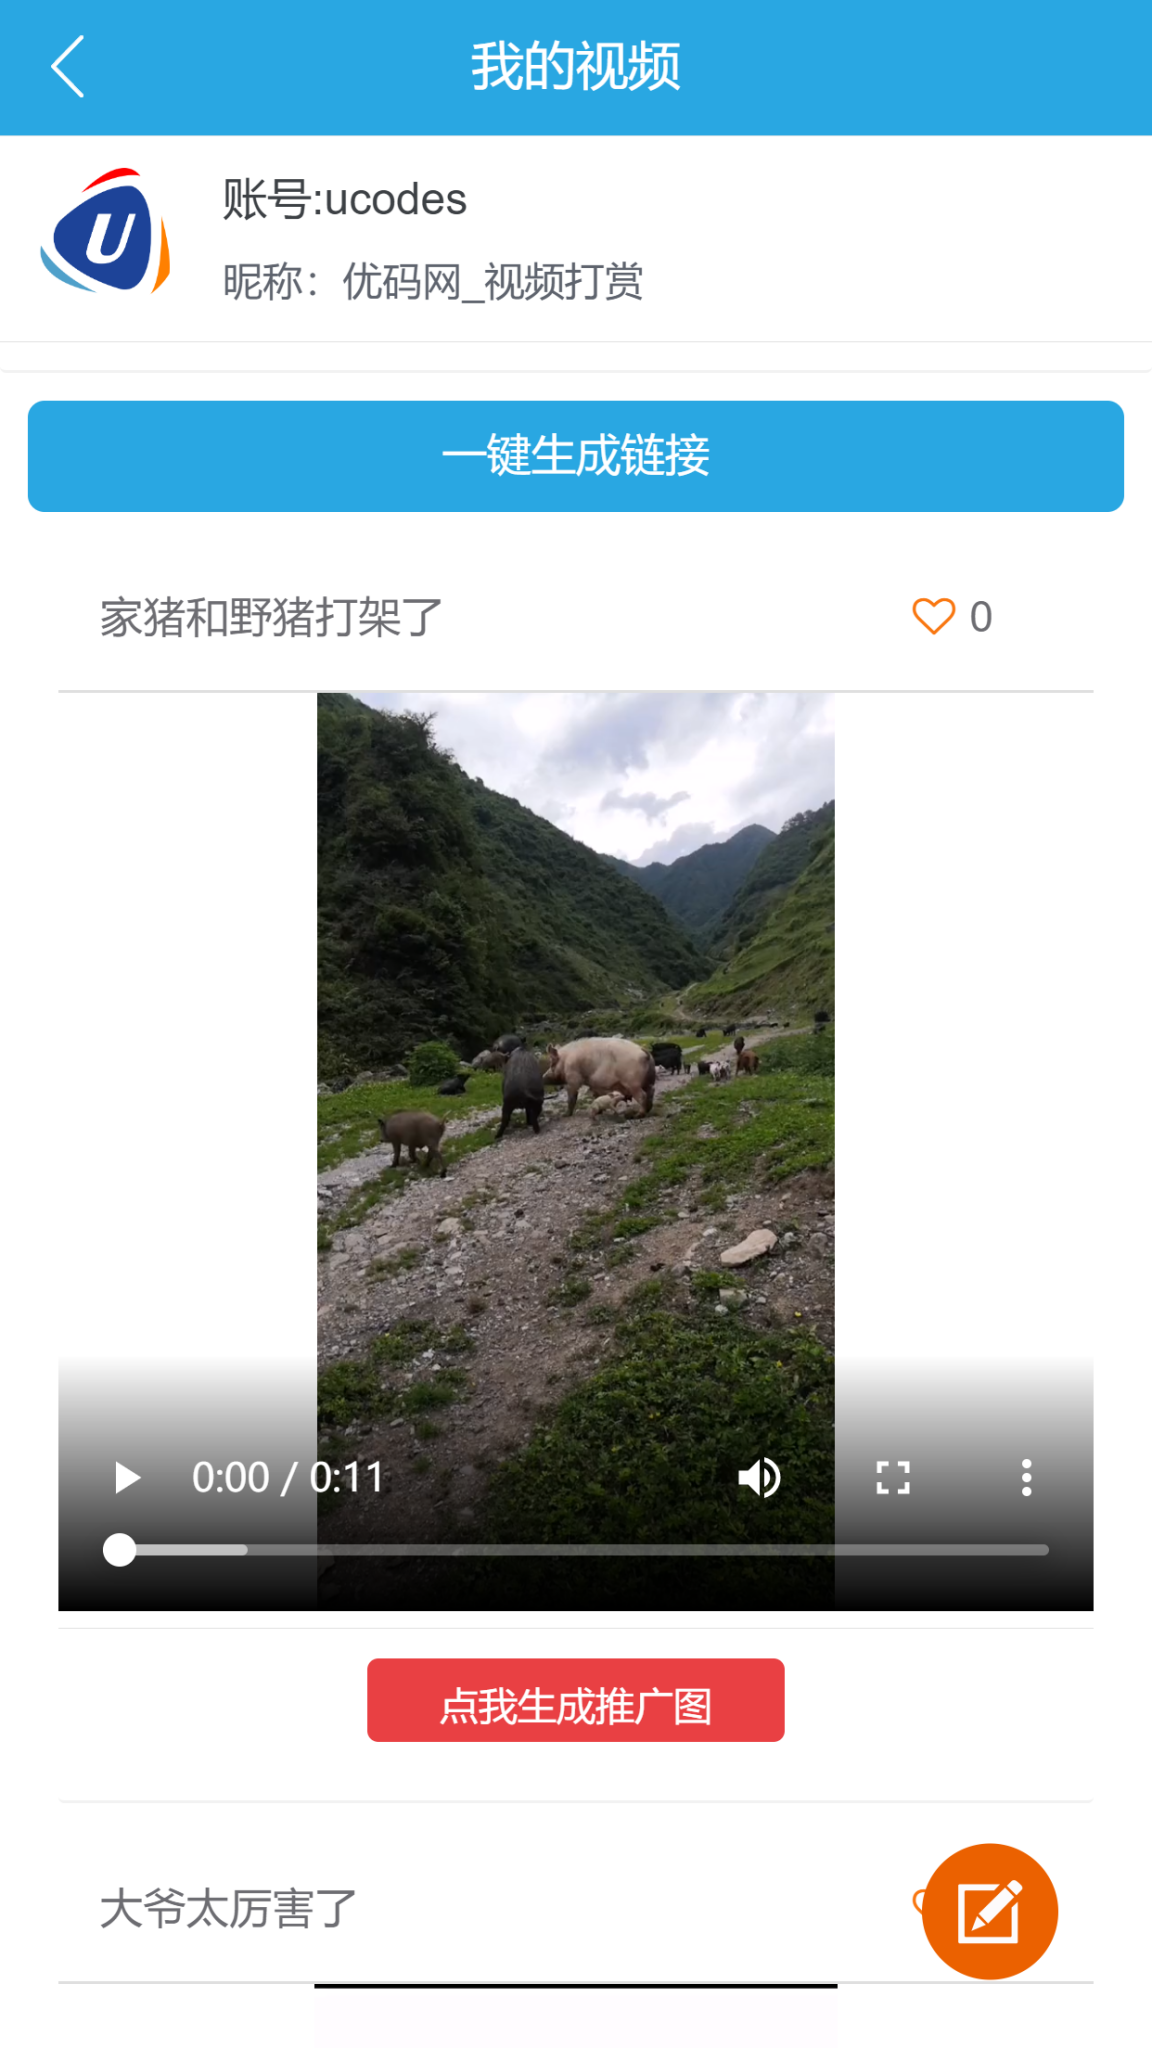 我的视频
U
账号:ucodes
昵称：优码网_视频打赏
一键生成链接
家猪和野猪打架了 0
0:00 / 0:11
点我生成推广图
大爷太厉害了